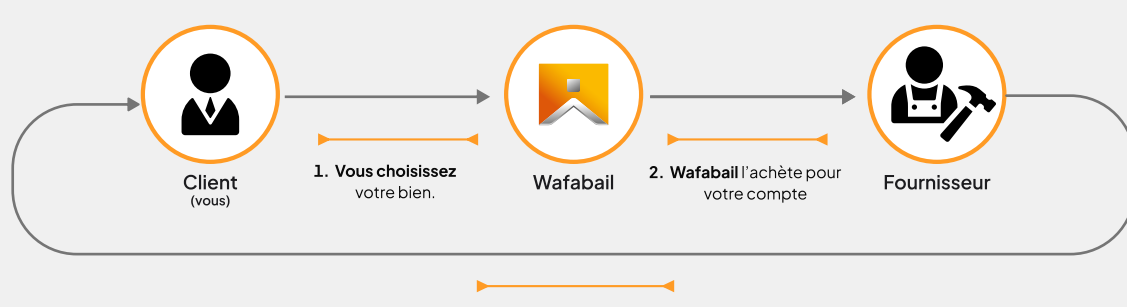 Client
(vous)
1. Vous choisissez
votre bien.
Wafabail
2. Wafabail l'achète pour
votre compte
Fournisseur